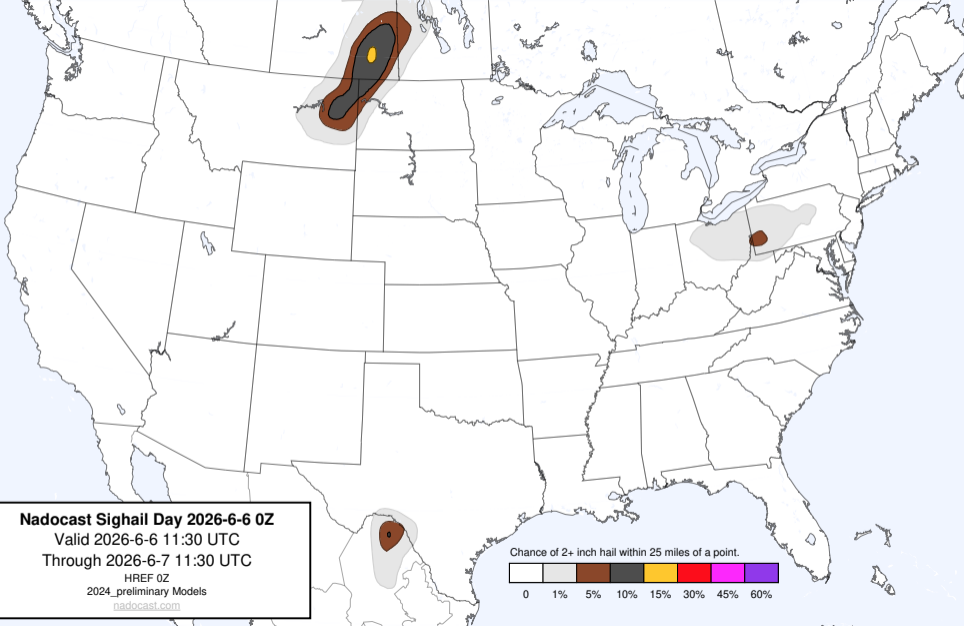 Nadocast Sighail Day 2026-6-6 0Z
Valid 2026-6-6 11:30 UTC
Through 2026-6-7 11:30 UTC
HREF 0Z
2024_preliminary Models
nadocast.com
Chance of 2+ inch hail within 25 miles of a point.
0 1% 5% 10% 15% 30% 45% 60%